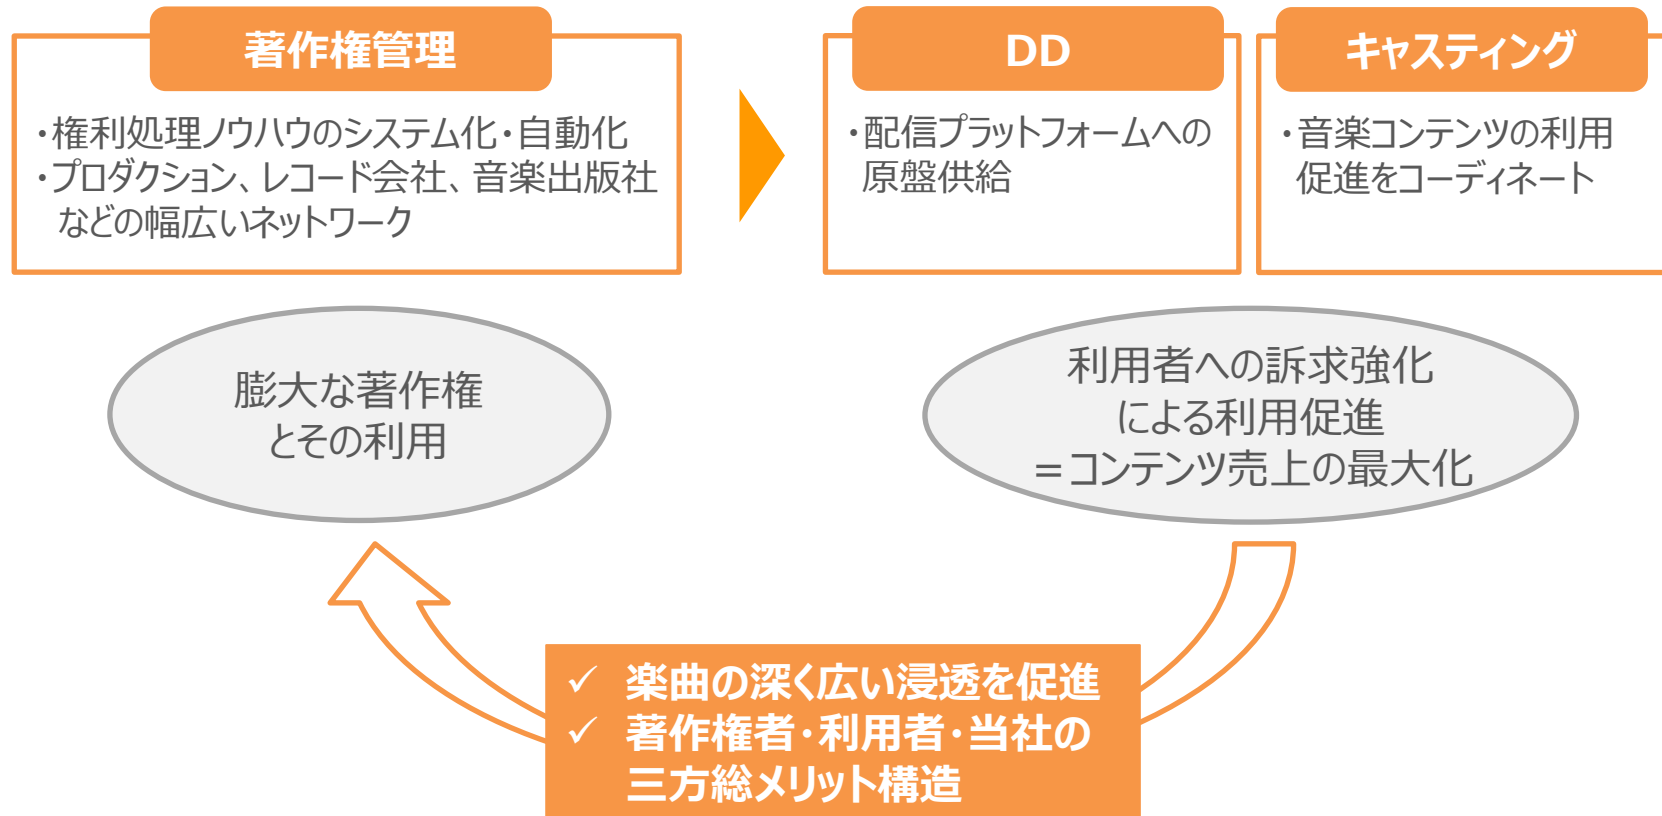 著作権管理
・権利処理ノウハウのシステム化・自動化
・プロダクション、レコード会社、音楽出版社
などの幅広いネットワーク
DD
・配信プラットフォームへの
原盤供給
キャスティング
・音楽コンテンツの利用
促進をコーディネート
膨大な著作権
とその利用
利用者への訴求強化
による利用促進
＝コンテンツ売上の最大化
✓ 楽曲の深く広い浸透を促進
✓ 著作権者・利用者・当社の
三方総メリット構造